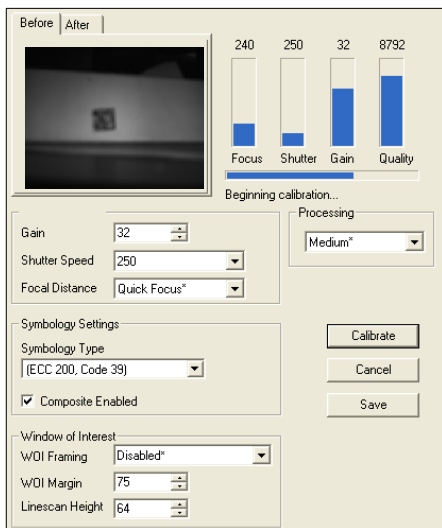 Before After
240 250 32 8792
Focus Shutter Gain Quality
Beginning calibration...
Processing
Gain 32
Medium*
Shutter Speed 250
Focal Distance Quick Focus*
Symbology Settings
Symbology Type
(ECC 200, Code 39)
Composite Enabled
Calibrate
Cancel
Save
Window of Interest
WOI Framing Disabled*
WOI Margin 75
Linescan Height 64